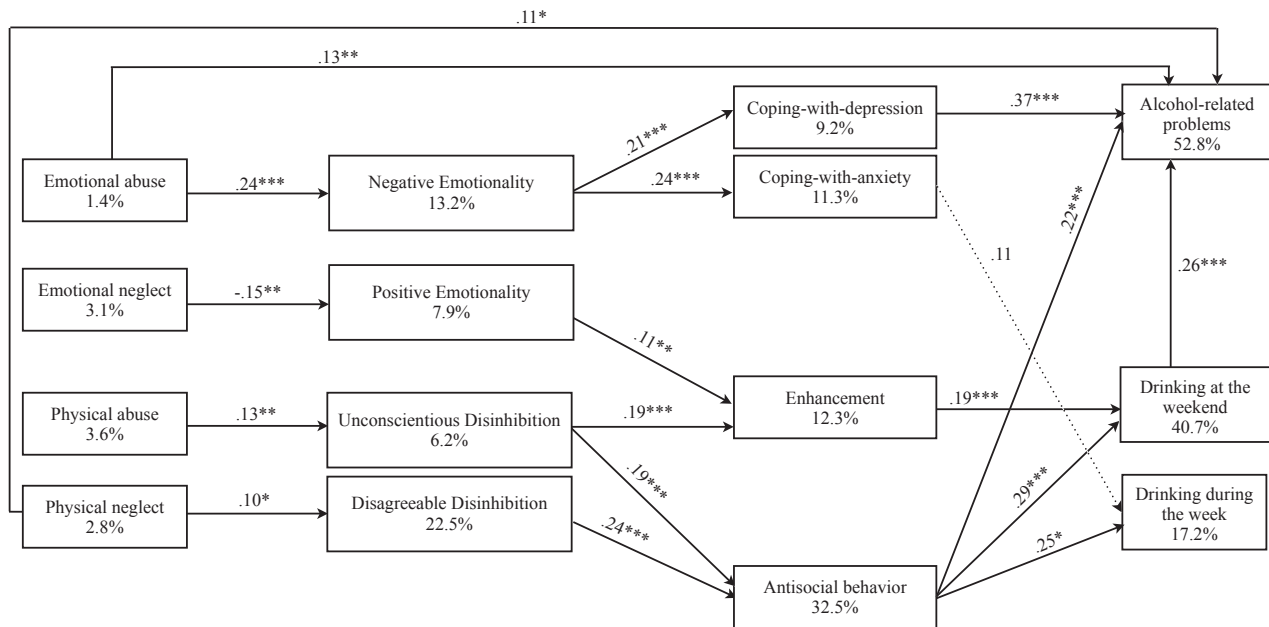 .11*
.13**
Coping-with-depression
9.2%
.37***
Alcohol-related
problems
52.8%
.21***
Emotional abuse
1.4%
.24***
Negative Emotionality
13.2%
.24***
Coping-with-anxiety
11.3%
.22***
.11
.26***
Emotional neglect
3.1%
-.15**
Positive Emotionality
7.9%
.11**
Physical abuse
3.6%
.13**
Unconscientious Disinhibition
6.2%
.19***
Enhancement
12.3%
.19***
Drinking at the
weekend
40.7%
.19***
.29***
Physical neglect
2.8%
.10*
Disagreeable Disinhibition
22.5%
.24***
Drinking during
the week
17.2%
.25*
Antisocial behavior
32.5%